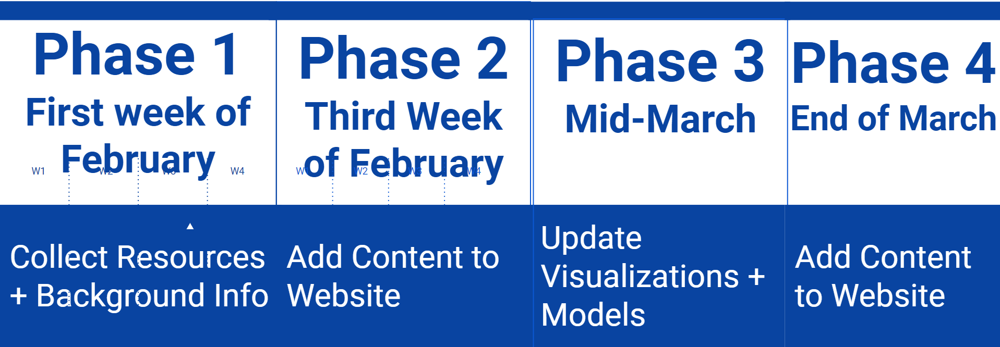 Phase 1
First week of
February
W1 W2 W3 W4
Collect Resources
+ Background Info
Phase 2
Third Week
of February
W1 W2 W3 W4
Add Content to
Website
Phase 3
Mid-March
Update
Visualizations +
Models
Phase 4
End of March
Add Content
to Website